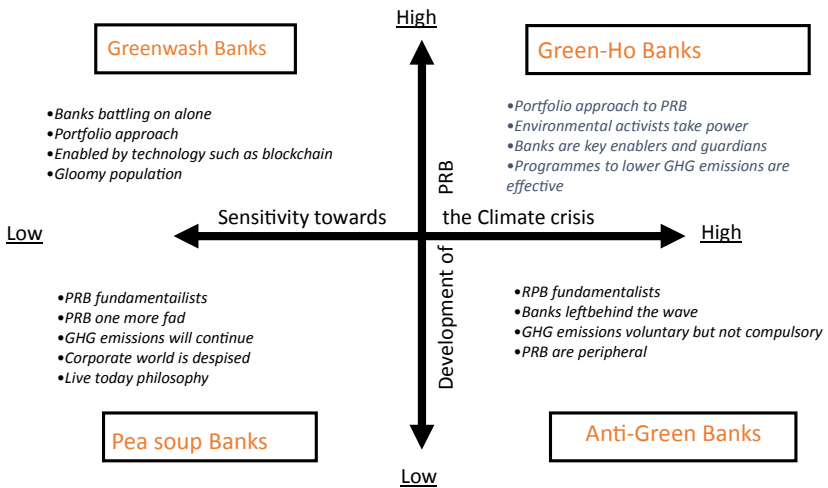 High
Greenwash Banks
Green-Ho Banks
•Banks battling on alone
•Portfolio approach
•Enabled by technology such as blockchain
•Gloomy population
•Portfolio approach to PRB
•Environmental activists take power
•Banks are key enablers and guardians
•Programmes to lower GHG emissions are
effective
Low
Sensitivity towards the Climate crisis
High
Development of PRB
•PRB fundamentailists
•PRB one more fad
•GHG emissions will continue
•Corporate world is despised
•Live today philosophy
•RPB fundamentalists
•Banks leftbehind the wave
•GHG emissions voluntary but not compulsory
•PRB are peripheral
Pea soup Banks
Anti-Green Banks
Low